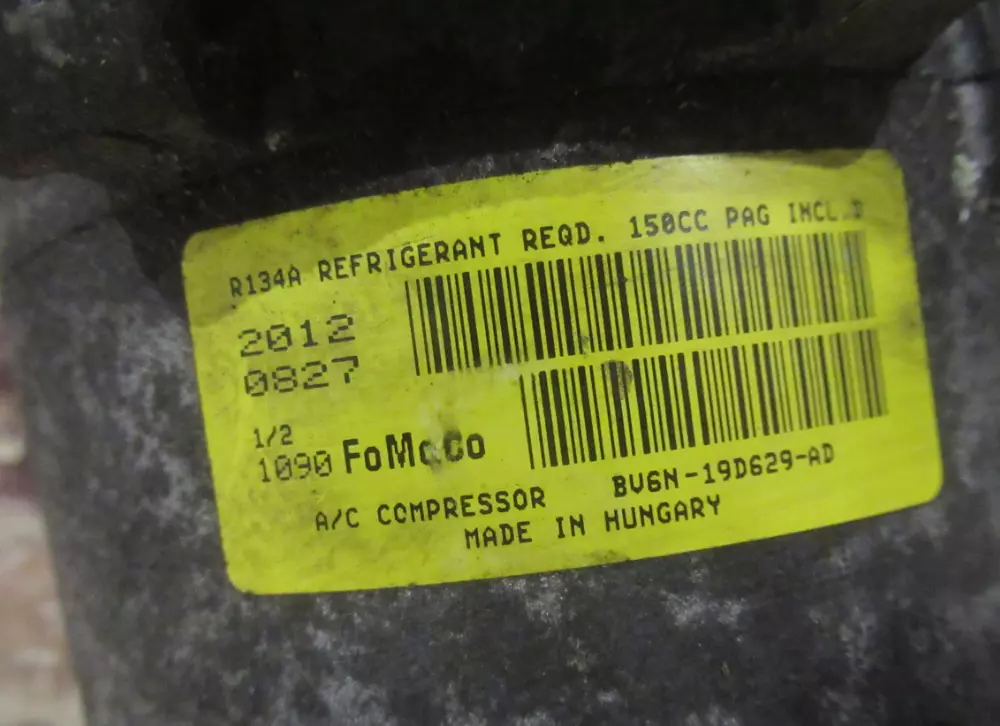 R134A REFRIGERANT REQD. 150CC PAG INCL.D
2012
0827
1/2
1090 FoMoCo
A/C COMPRESSOR BV6N-19D629-AD
MADE IN HUNGARY